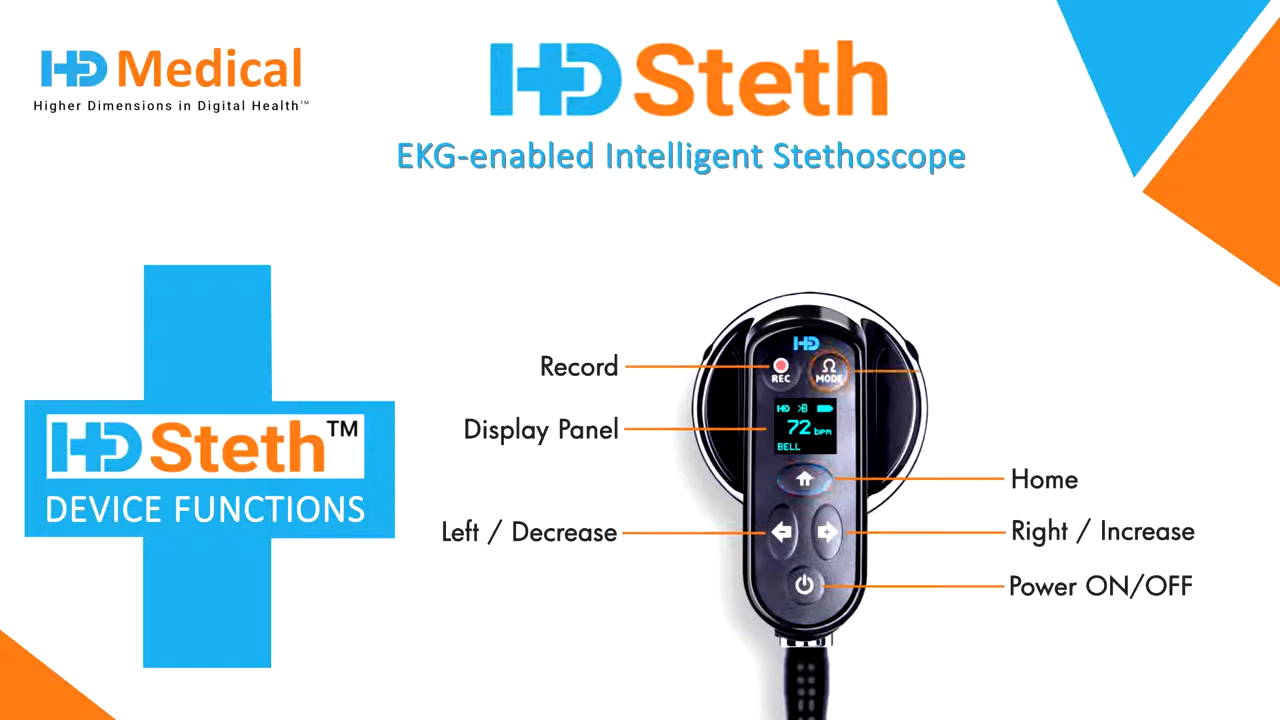 HD Medical
Higher Dimensions in Digital Health™
HD Steth
EKG-enabled Intelligent Stethoscope
HD Steth™
DEVICE FUNCTIONS
HD
Record
REC
Ω
MODE
HD
Display Panel
72 bpm
BELL
Home
Left / Decrease
Right / Increase
Power ON/OFF